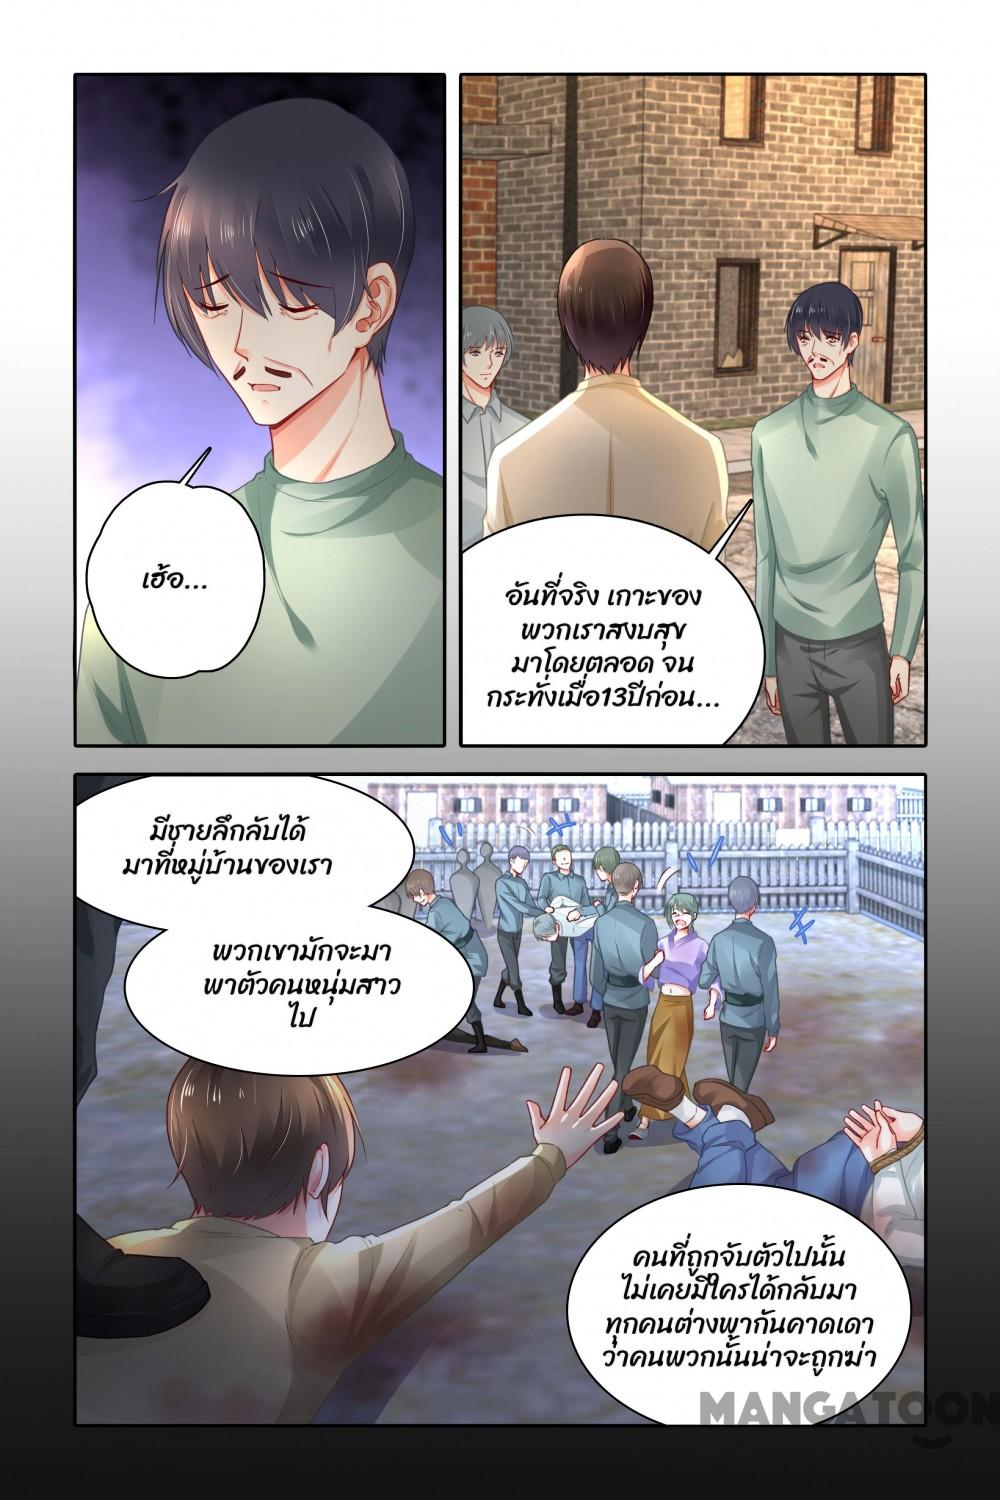 เฮ้อ...
อันที่จริง เกาะของ
พวกเราสงบสุข
มาโดยตลอด จน
กระทั่งเมื่อ13ปีก่อน...
มีชายลึกลับได้
มาที่หมู่บ้านของเรา
พวกเขามักจะมา
พาตัวคนหนุ่มสาว
ไป
คนที่ถูกจับตัวไปนั้น
ไม่เคยมีใครได้กลับมา
ทุกคนต่างพากันคาดเดา
ว่าคนพวกนั้นน่าจะถูกฆ่า
MANGATOON